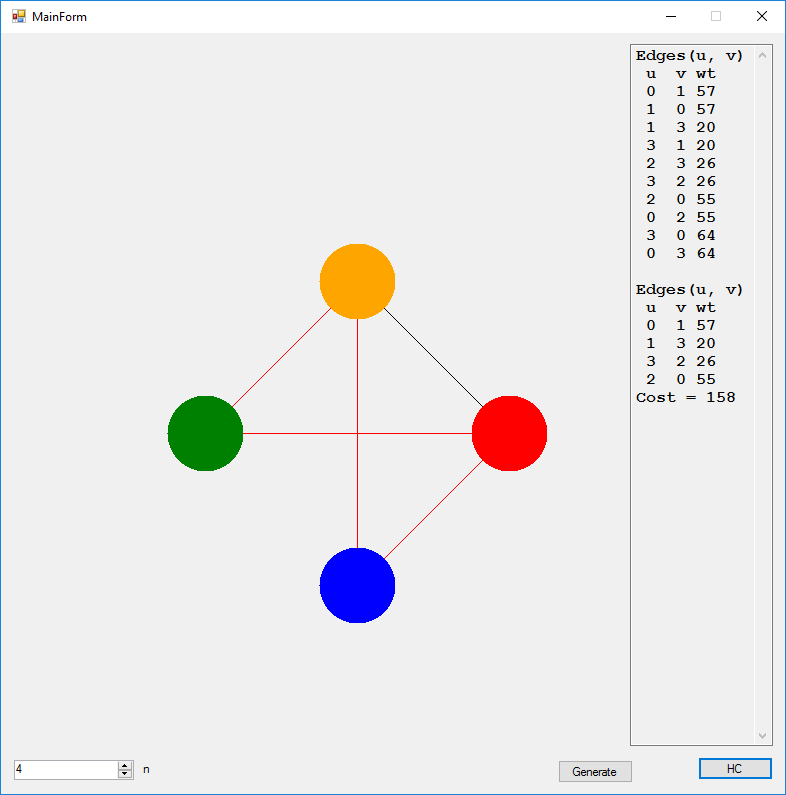 MainForm
Edges(u, v)
u v wt
0 1 57
1 0 57
1 3 20
3 1 20
2 3 26
3 2 26
2 0 55
0 2 55
3 0 64
0 3 64
Edges(u, v)
u v wt
0 1 57
1 3 20
3 2 26
2 0 55
Cost = 158
4 n
Generate
HC